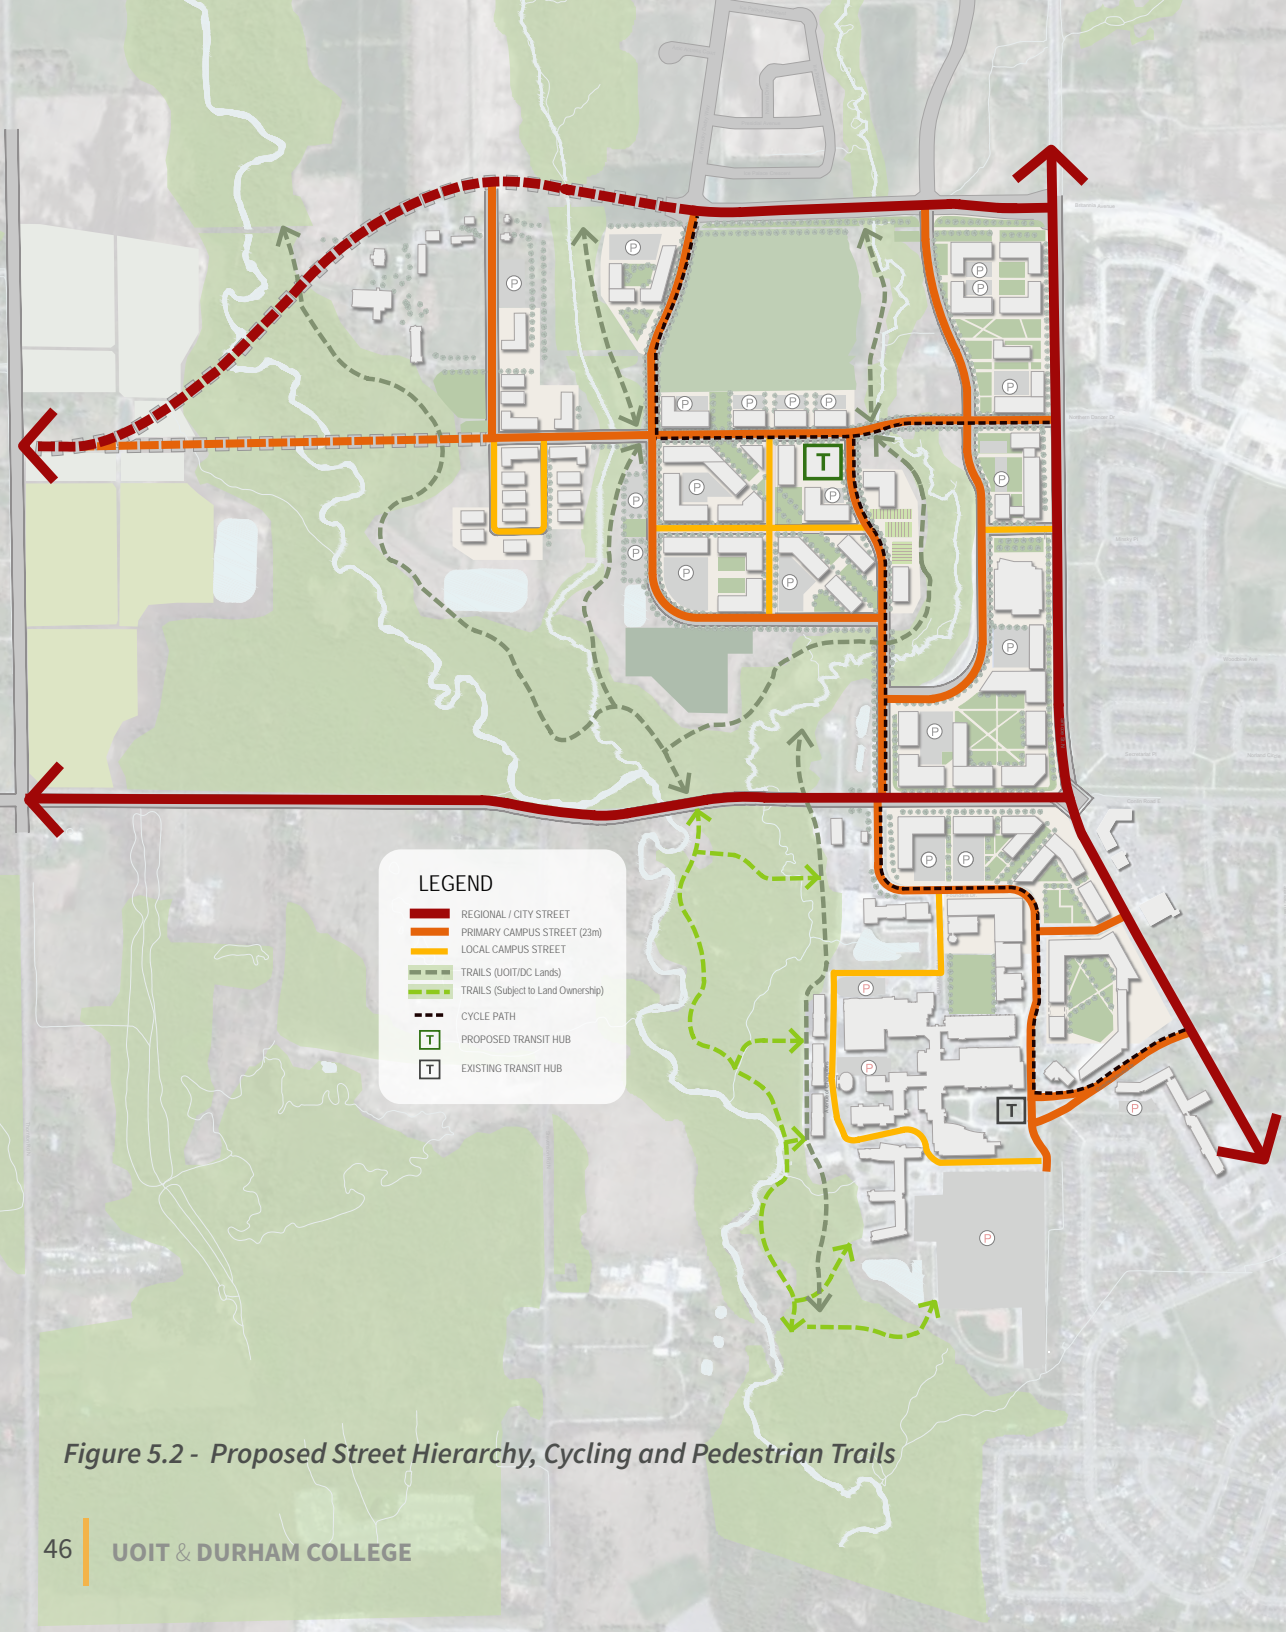 P
P
P
P
P
P
P
P
P
P
T
P
P
P
P
P
P
P
P
P
P
P
LEGEND
REGIONAL / CITY STREET
PRIMARY CAMPUS STREET (23m)
LOCAL CAMPUS STREET
TRAILS (UOIT/DC Lands)
TRAILS (Subject to Land Ownership)
CYCLE PATH
T PROPOSED TRANSIT HUB
T EXISTING TRANSIT HUB
P
P
T
P
P
Figure 5.2 - Proposed Street Hierarchy, Cycling and Pedestrian Trails
46
UOIT & DURHAM COLLEGE